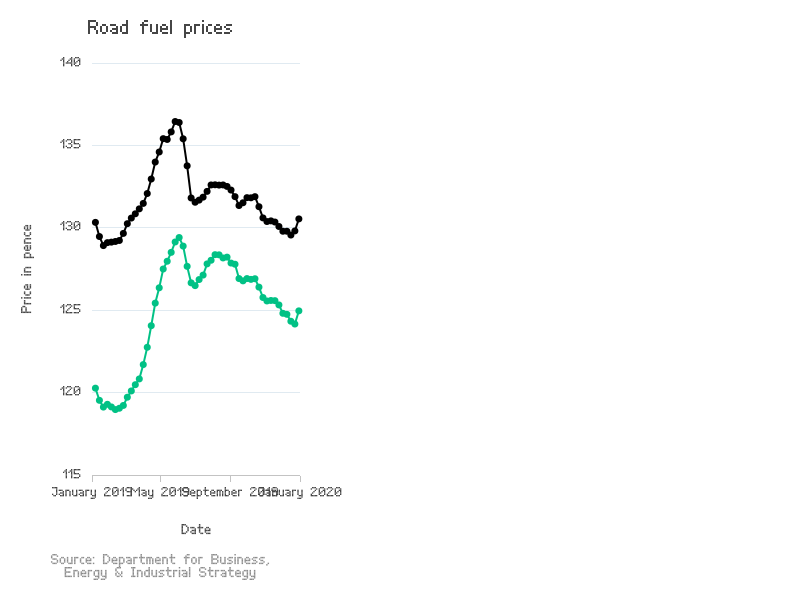 Road fuel prices
140
135
130
125
120
115
Price in pence
January 2019
May 2019
September 2019
January 2020
Date
Source: Department for Business,
Energy & Industrial Strategy